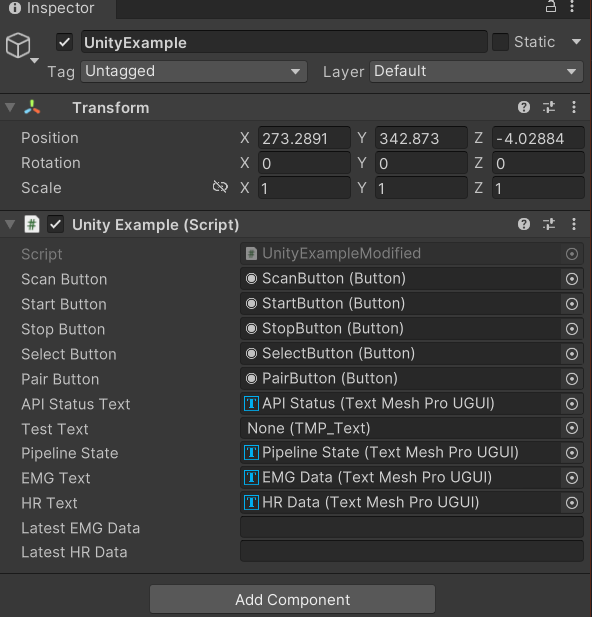 Inspector
UnityExample Static
Tag Untagged Layer Default
Transform
Position X 273.2891 Y 342.873 Z -4.02884
Rotation X 0 Y 0 Z 0
Scale X 1 Y 1 Z 1
# Unity Example (Script)
Script # UnityExampleModified
Scan Button ScanButton (Button)
Start Button StartButton (Button)
Stop Button StopButton (Button)
Select Button SelectButton (Button)
Pair Button PairButton (Button)
API Status Text T API Status (Text Mesh Pro UGUI)
Test Text None (TMP_Text)
Pipeline State T Pipeline State (Text Mesh Pro UGUI)
EMG Text T EMG Data (Text Mesh Pro UGUI)
HR Text T HR Data (Text Mesh Pro UGUI)
Latest EMG Data
Latest HR Data
Add Component